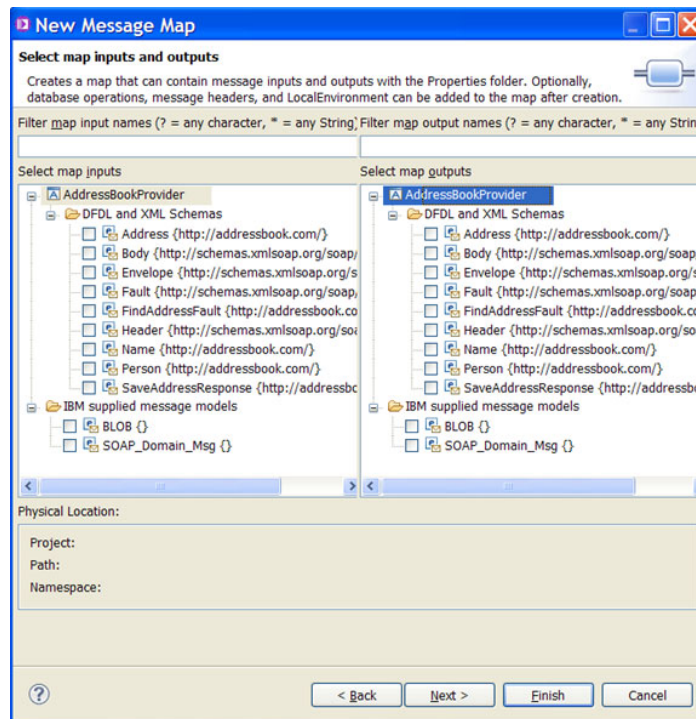 New Message Map
Select map inputs and outputs
Creates a map that can contain message inputs and outputs with the Properties folder. Optionally,
database operations, message headers, and LocalEnvironment can be added to the map after creation.
Filter map input names (? = any character, * = any String)
Filter map output names (? = any character, * = any Strin
Select map inputs
AddressBookProvider
DFDL and XML Schemas
Address {http://addressbook.com/}
Body {http://schemas.xmlsoap.org/soap/
Envelope {http://schemas.xmlsoap.org/s
Fault {http://schemas.xmlsoap.org/soap/
FindAddressFault {http://addressbook.co
Header {http://schemas.xmlsoap.org/soa
Name {http://addressbook.com/}
Person {http://addressbook.com/}
SaveAddressResponse {http://addressbo
IBM supplied message models
BLOB {}
SOAP_Domain_Msg {}
Select map outputs
AddressBookProvider
DFDL and XML Schemas
Address {http://addressbook.com/}
Body {http://schemas.xmlsoap.org/soap
Envelope {http://schemas.xmlsoap.org/
Fault {http://schemas.xmlsoap.org/soap
FindAddressFault {http://addressbook.c
Header {http://schemas.xmlsoap.org/so
Name {http://addressbook.com/}
Person {http://addressbook.com/}
SaveAddressResponse {http://addressb
IBM supplied message models
BLOB {}
SOAP_Domain_Msg {}
Physical Location:
Project:
Path:
Namespace:
? < Back Next > Finish Cancel